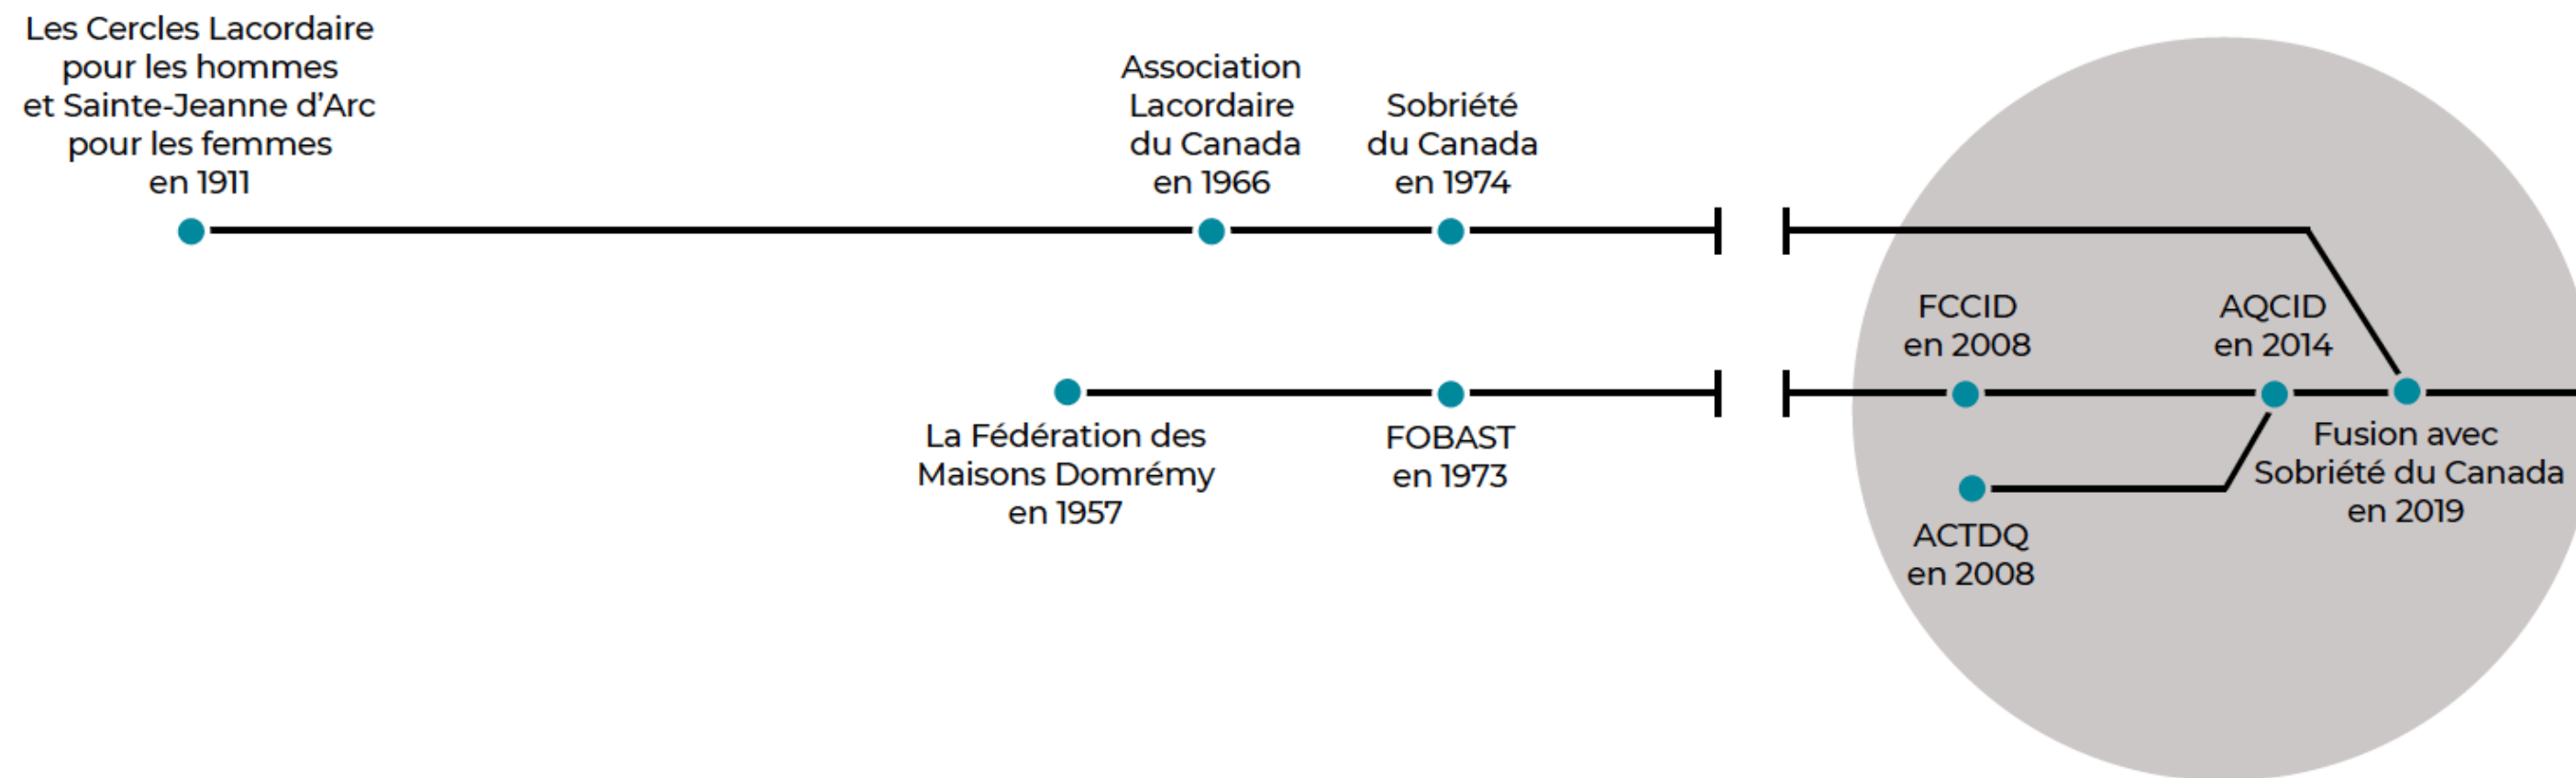 Les Cercles Lacordaire
pour les hommes
et Sainte-Jeanne d’Arc
pour les femmes
en 1911
Association
Lacordaire
du Canada
en 1966
Sobriété
du Canada
en 1974
La Fédération des
Maisons Domrémy
en 1957
FOBAST
en 1973
FCCID
en 2008
AQCID
en 2014
ACTDQ
en 2008
Fusion avec
Sobriété du Canada
en 2019